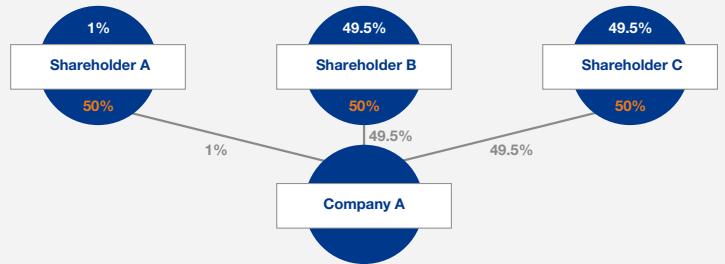 1% 49.5% 49.5%
Shareholder A Shareholder B Shareholder C
50% 50% 50%
49.5%
1% 49.5%
Company A